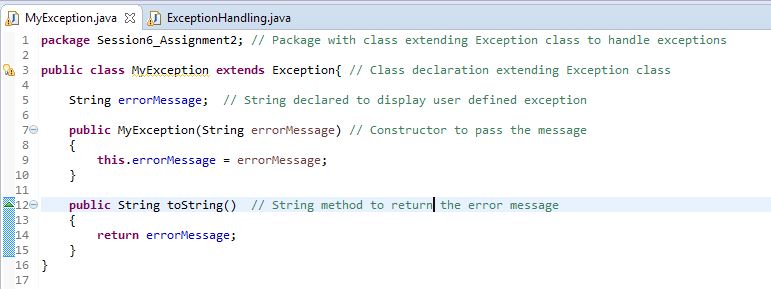 MyException.java ExceptionHandling.java
1 package Session6_Assignment2; // Package with class extending Exception class to handle exceptions
2
3 public class MyException extends Exception{ // Class declaration extending Exception class
4
5 String errorMessage; // String declared to display user defined exception
6
7 public MyException(String errorMessage) // Constructor to pass the message
8 {
9 this.errorMessage = errorMessage;
10 }
11
12 public String toString() // String method to return the error message
13 {
14 return errorMessage;
15 }
16 }
17